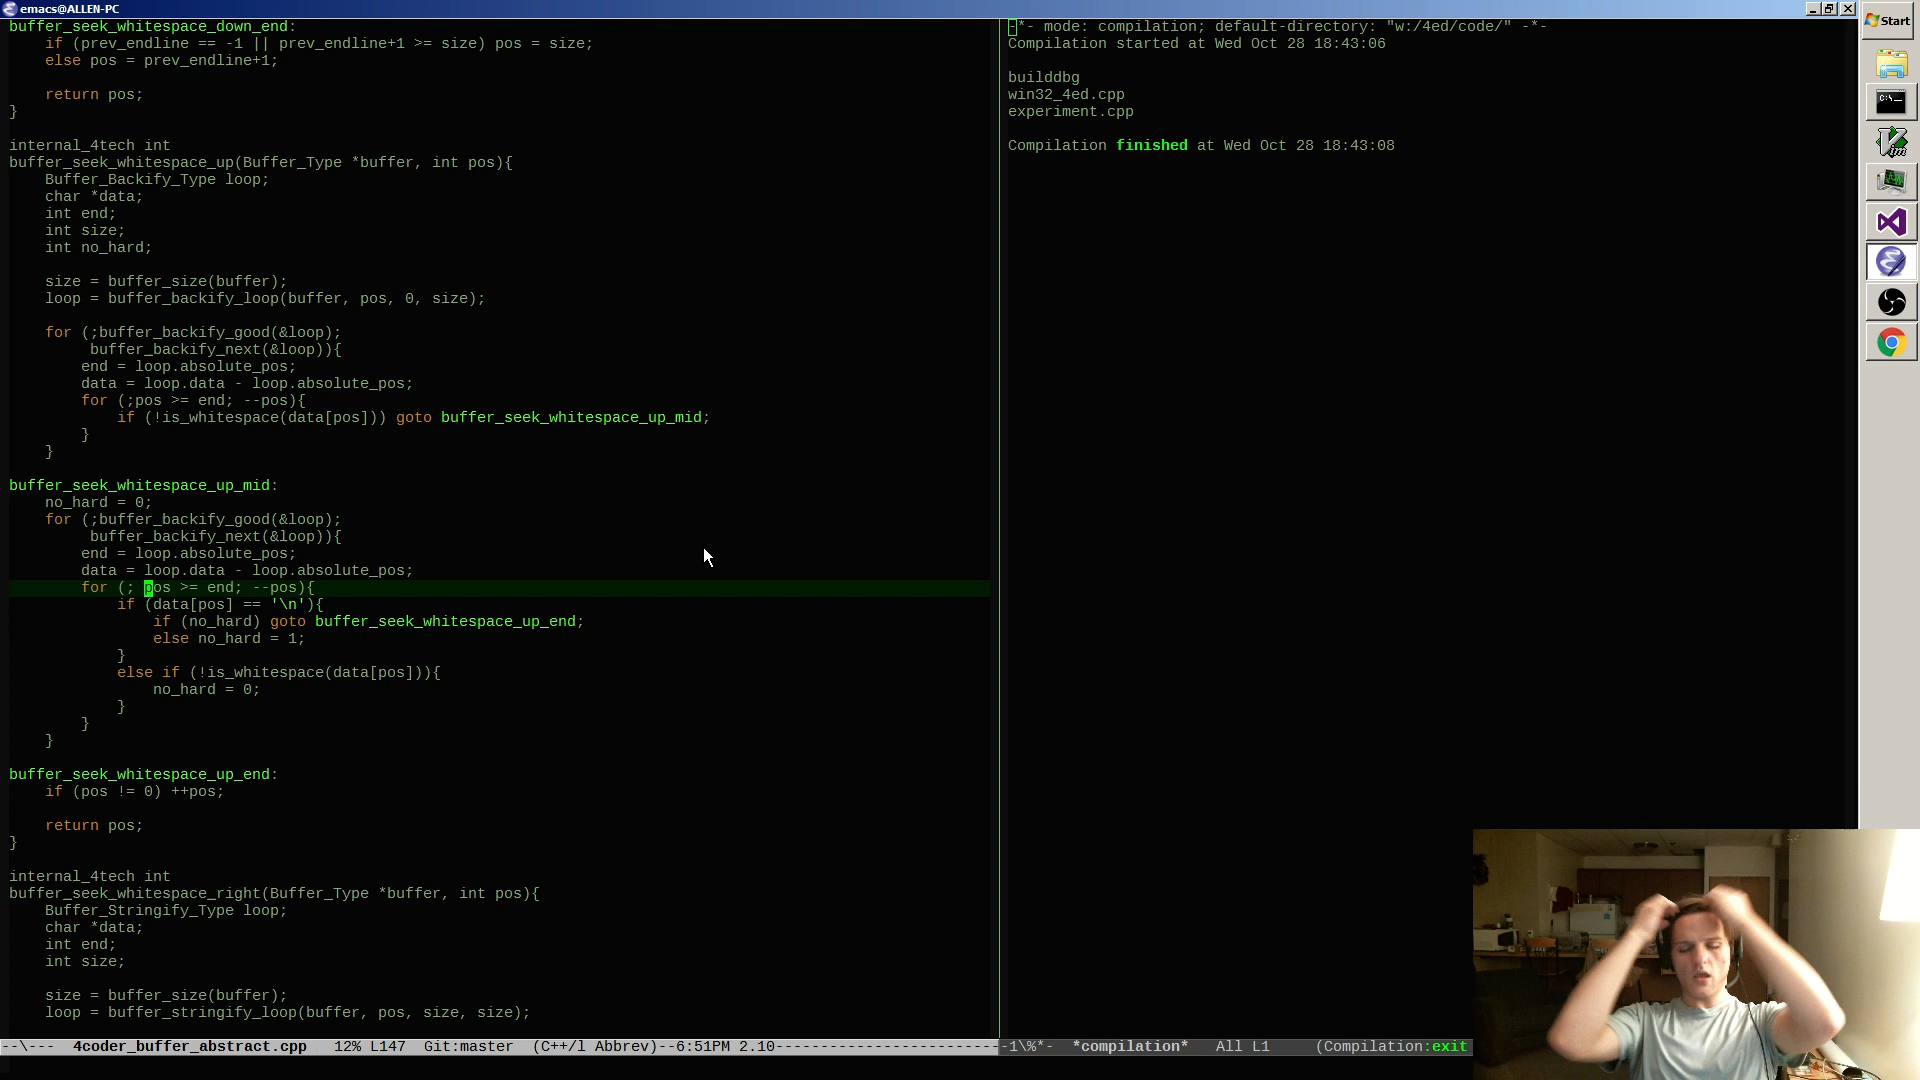 emacs@ALLEN-PC
buffer_seek_whitespace_down_end:
if (prev_endline == -1 || prev_endline+1 >= size) pos = size;
else pos = prev_endline+1;
return pos;
}
internal_4tech int
buffer_seek_whitespace_up(Buffer_Type *buffer, int pos){
Buffer_Backify_Type loop;
char *data;
int end;
int size;
int no_hard;
size = buffer_size(buffer);
loop = buffer_backify_loop(buffer, pos, 0, size);
for (;buffer_backify_good(&loop);
buffer_backify_next(&loop)){
end = loop.absolute_pos;
data = loop.data - loop.absolute_pos;
for (;pos >= end; --pos){
if (!is_whitespace(data[pos])) goto buffer_seek_whitespace_up_mid;
}
}
buffer_seek_whitespace_up_mid:
no_hard = 0;
for (;buffer_backify_good(&loop);
buffer_backify_next(&loop)){
end = loop.absolute_pos;
data = loop.data - loop.absolute_pos;
for (; pos >= end; --pos){
if (data[pos] == '\n'){
if (no_hard) goto buffer_seek_whitespace_up_end;
else no_hard = 1;
}
else if (!is_whitespace(data[pos])){
no_hard = 0;
}
}
}
buffer_seek_whitespace_up_end:
if (pos != 0) ++pos;
return pos;
}
internal_4tech int
buffer_seek_whitespace_right(Buffer_Type *buffer, int pos){
Buffer_Stringify_Type loop;
char *data;
int end;
int size;
size = buffer_size(buffer);
loop = buffer_stringify_loop(buffer, pos, size, size);
--\--- 4coder_buffer_abstract.cpp 12% L147 Git:master (C++/l Abbrev)--6:51PM 2.10-------------------------
-*- mode: compilation; default-directory: "w:/4ed/code/" -*-
Compilation started at Wed Oct 28 18:43:06
builddbg
win32_4ed.cpp
experiment.cpp
Compilation finished at Wed Oct 28 18:43:08
-1\%*- *compilation* All L1 (Compilation:exit
Start